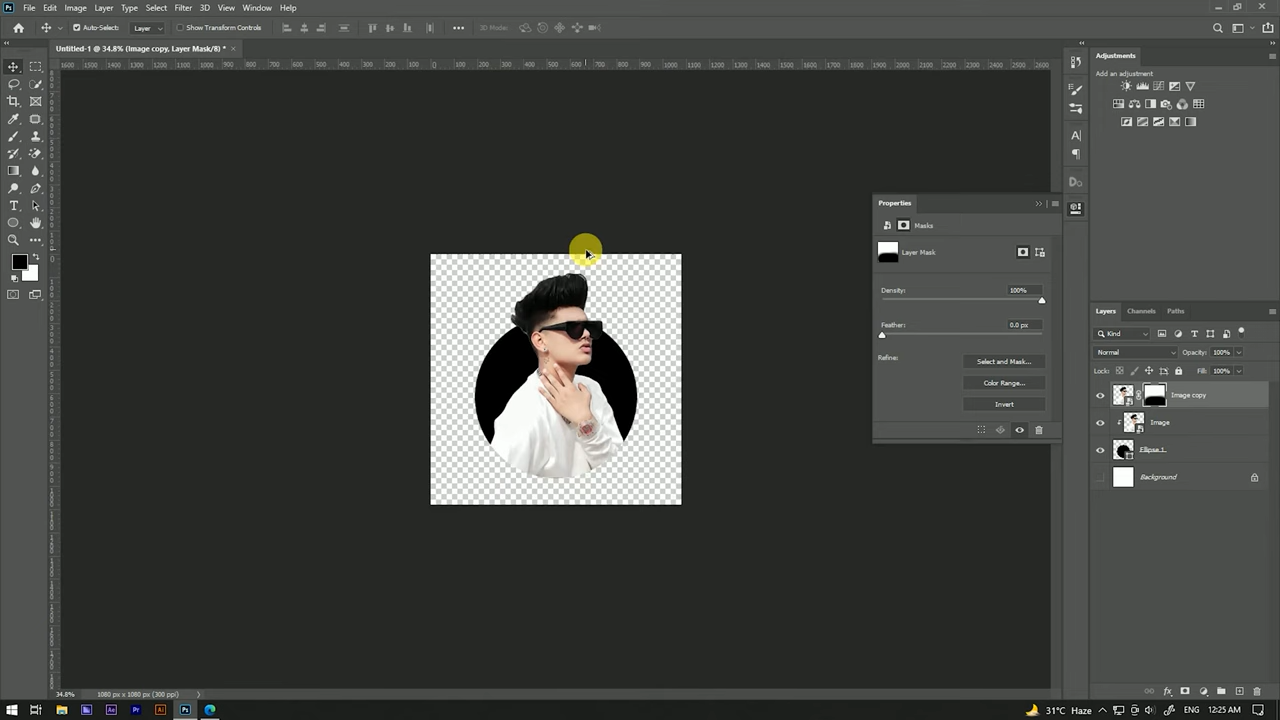 File Edit Image Layer Type Select Filter 3D View Window Help
Auto-Select: Layer Show Transform Controls 3D Mode:
Untitled-1 @ 34.8% (Image copy, Layer Mask/8) *
Adjustments
Add an adjustment
Properties
Masks
Layer Mask
Density: 100%
Feather: 0.0 px
Refine: Select and Mask...
Color Range...
Invert
Layers Channels Paths
Kind
Normal Opacity: 100%
Lock: Fill: 100%
Image copy
Image
Ellipse 1
Background
34.8% 1080 px x 1080 px (300 ppi)
31°C Haze ENG 12:25 AM